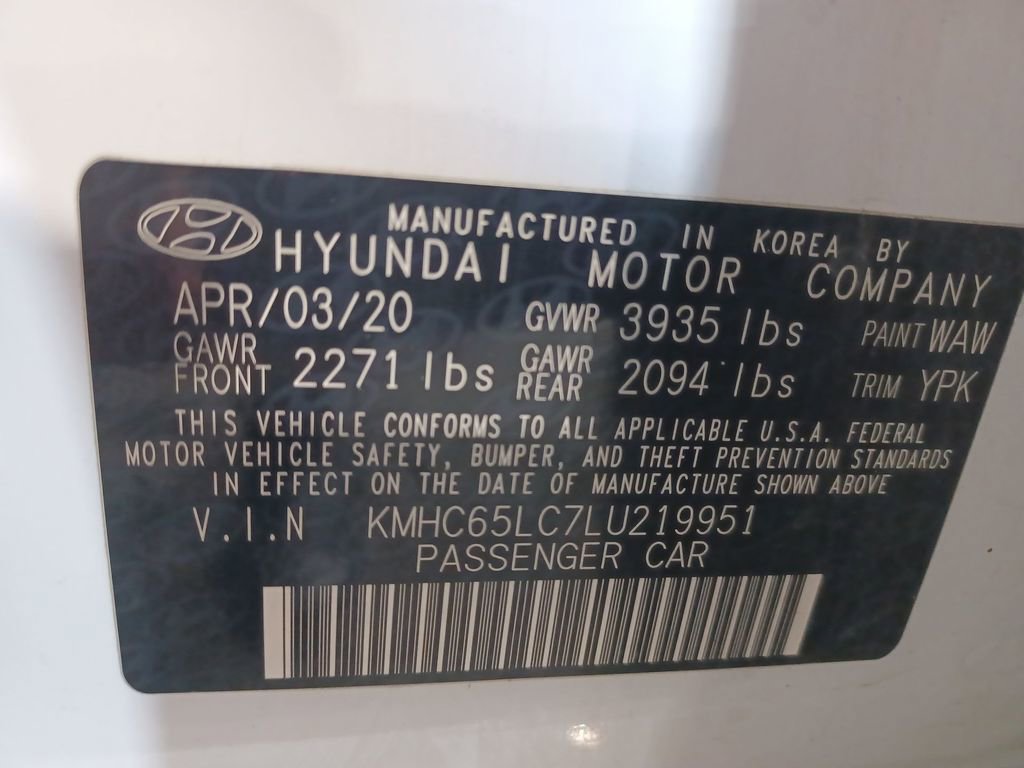 MANUFACTURED IN KOREA BY
HYUNDAI MOTOR COMPANY
APR/03/20 GVWR 3935 lbs PAINT WAW
GAWR FRONT 2271 lbs GAWR REAR 2094 lbs TRIM YPK
THIS VEHICLE CONFORMS TO ALL APPLICABLE U.S.A. FEDERAL
MOTOR VEHICLE SAFETY, BUMPER, AND THEFT PREVENTION STANDARDS
IN EFFECT ON THE DATE OF MANUFACTURE SHOWN ABOVE
V.I.N KMHC65LC7LU219951
PASSENGER CAR